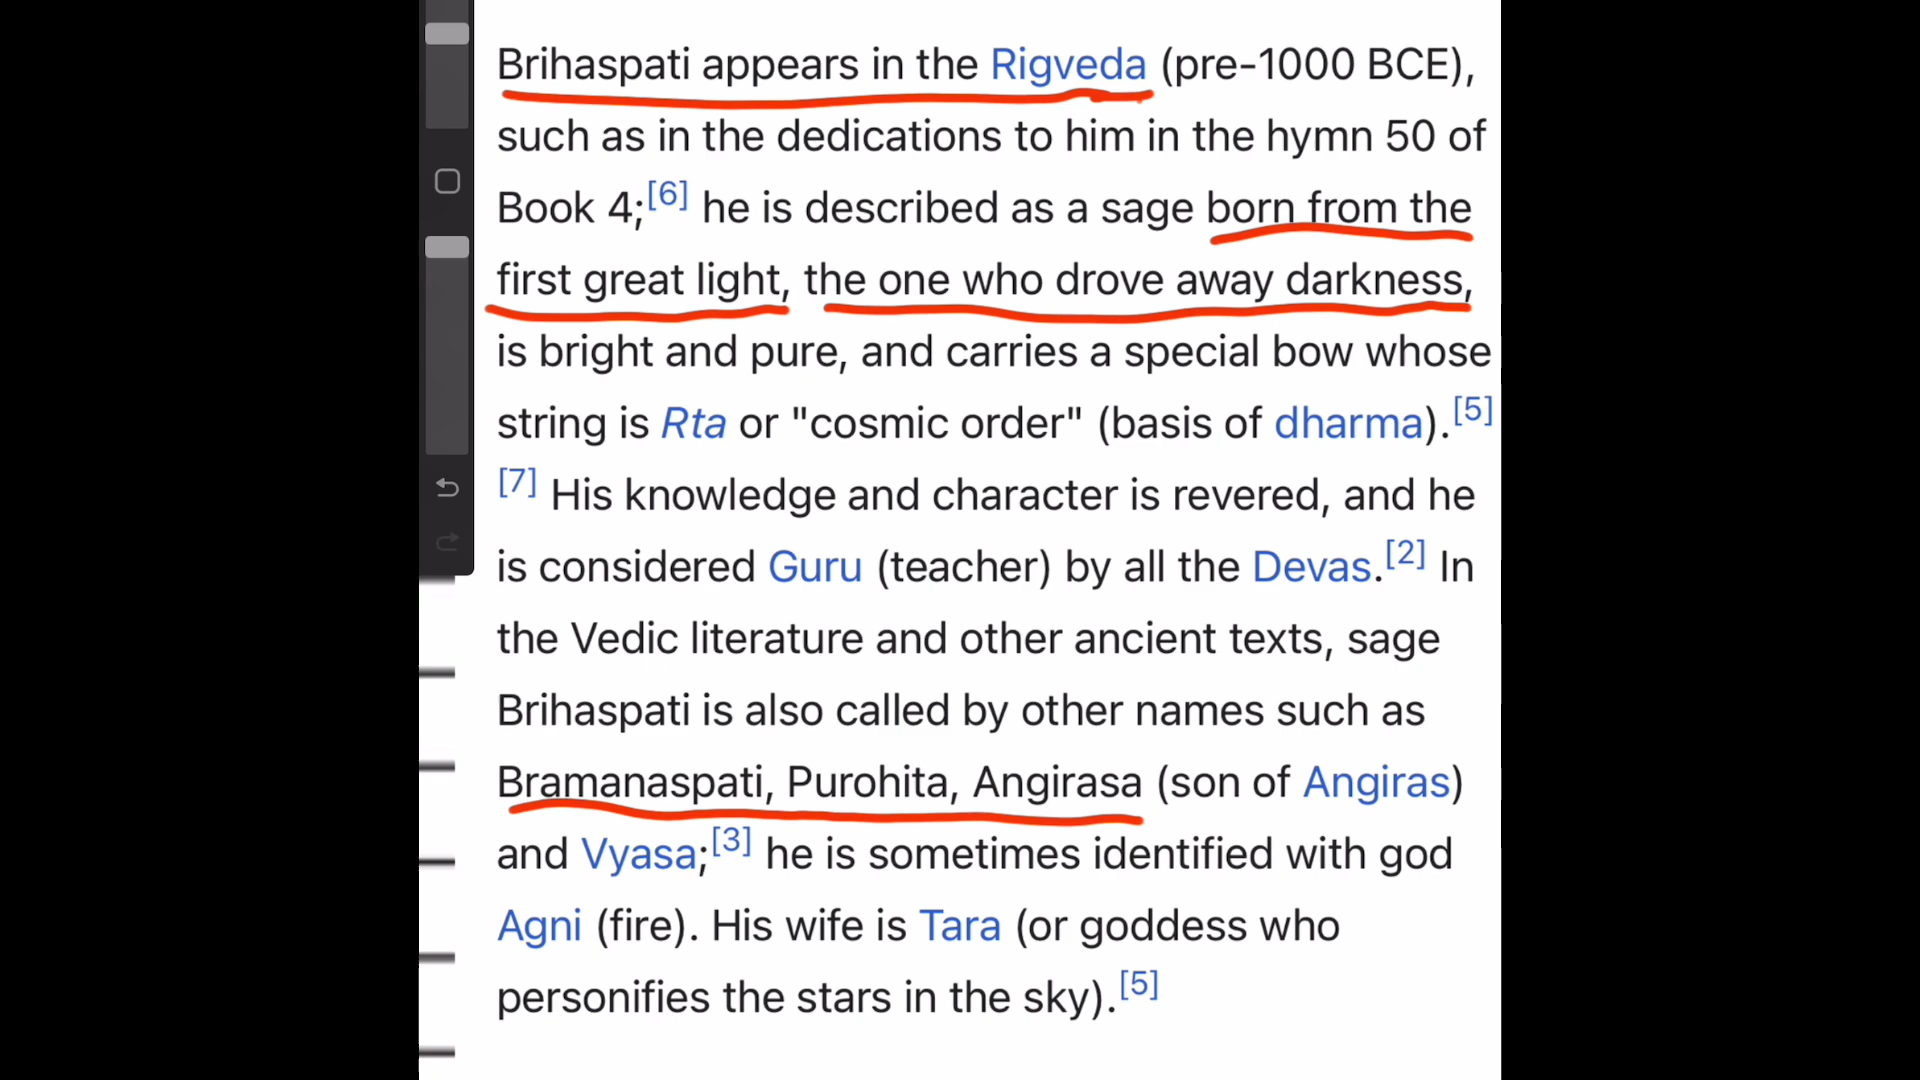 Brihaspati appears in the Rigveda (pre-1000 BCE),
such as in the dedications to him in the hymn 50 of
Book 4;[6] he is described as a sage born from the
first great light, the one who drove away darkness,
is bright and pure, and carries a special bow whose
string is Rta or "cosmic order" (basis of dharma).[5]
[7] His knowledge and character is revered, and he
is considered Guru (teacher) by all the Devas.[2] In
the Vedic literature and other ancient texts, sage
Brihaspati is also called by other names such as
Bramanaspati, Purohita, Angirasa (son of Angiras)
and Vyasa;[3] he is sometimes identified with god
Agni (fire). His wife is Tara (or goddess who
personifies the stars in the sky).[5]